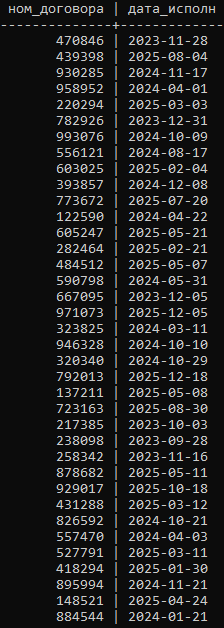 ном_договора | дата_исполн
--------------+-------------
470846 | 2023-11-28
439398 | 2025-08-04
930285 | 2024-11-17
958952 | 2024-04-01
220294 | 2025-03-03
782926 | 2023-12-31
993076 | 2024-10-09
556121 | 2024-08-17
603025 | 2025-02-04
393857 | 2024-12-08
773672 | 2025-07-20
122590 | 2024-04-22
605247 | 2025-05-21
282464 | 2025-02-21
484512 | 2025-05-07
590798 | 2024-05-31
667095 | 2023-12-05
971073 | 2025-12-05
323825 | 2024-03-11
946328 | 2024-10-10
320340 | 2024-10-29
792013 | 2025-12-18
137211 | 2025-05-08
723163 | 2025-08-30
217385 | 2023-10-03
238098 | 2023-09-28
258342 | 2023-11-16
878682 | 2025-05-11
929017 | 2025-10-18
431288 | 2025-03-12
826592 | 2024-10-21
557470 | 2024-04-03
527791 | 2025-03-11
418294 | 2025-01-30
895994 | 2024-11-21
148521 | 2025-04-24
884544 | 2024-01-21